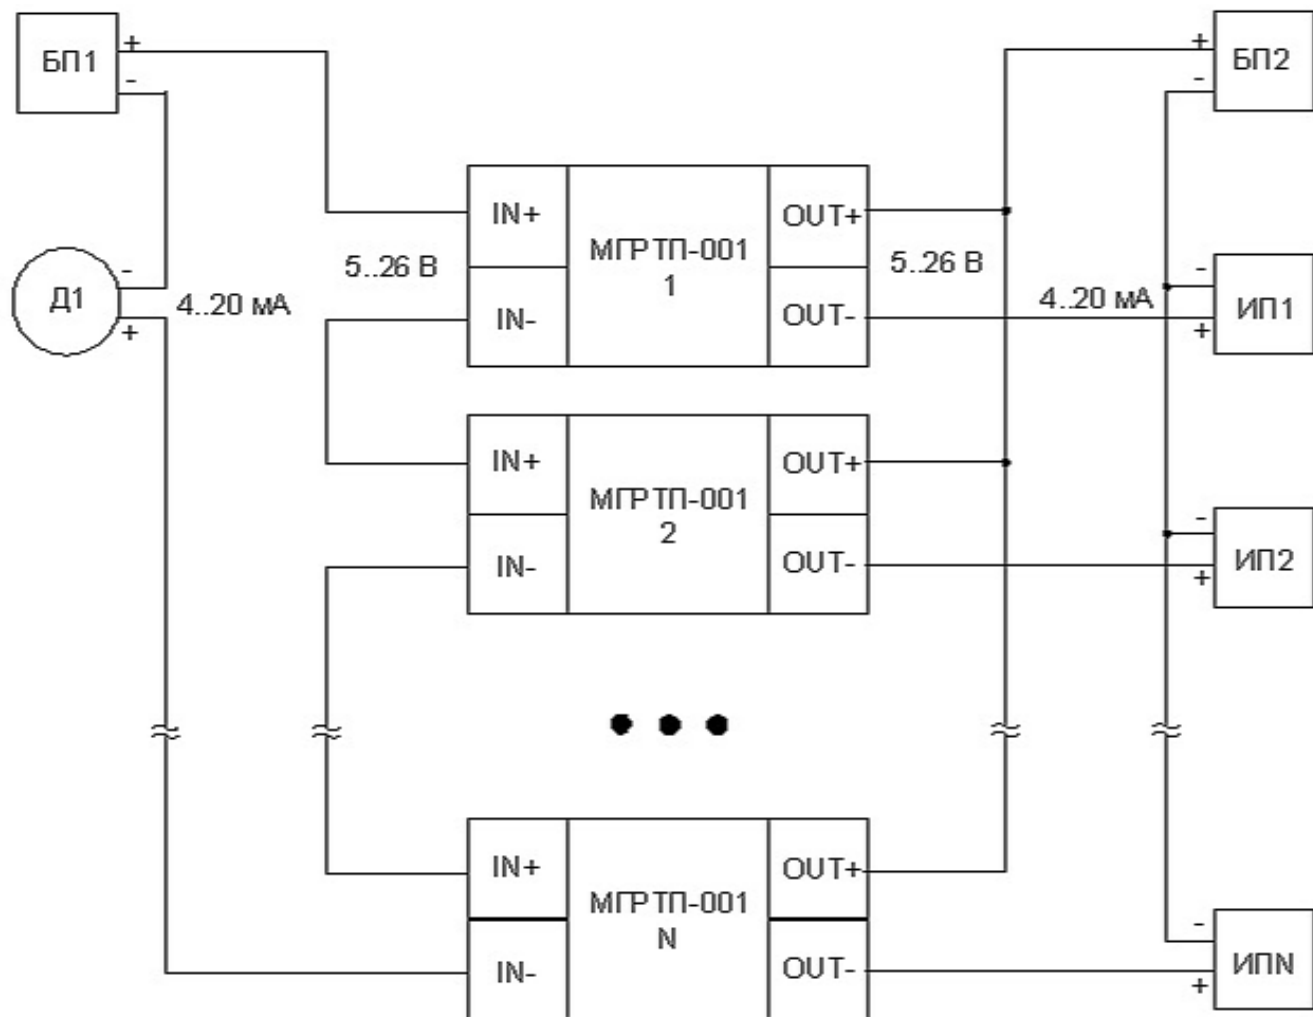 БП1
+
-
+
-
БП2
IN+
МГРТП-001
1
OUT+
5..26 В
5..26 В
IN-
OUT-
Д1
-
+
4..20 мА
4..20 мА
-
+
ИП1
IN+
МГРТП-001
2
OUT+
IN-
OUT-
-
+
ИП2
IN+
МГРТП-001
N
OUT+
IN-
OUT-
-
+
ИПN